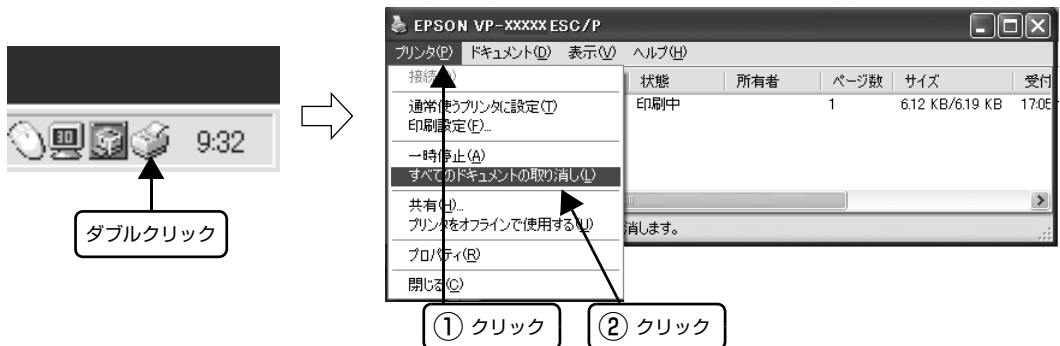 9:32
ダブルクリック
EPSON VP-XXXXX ESC/P
プリンタ(P) ドキュメント(D) 表示(V) ヘルプ(H)
状態 所有者 ページ数 サイズ 受付
印刷中 1 6.12 KB/6.19 KB 17:05
通常使うプリンタに設定(T)
印刷設定(F)...
一時停止(A)
すべてのドキュメントの取り消し(L)
共有(H)...
プリンタをオフラインで使用する(U)
消します。
プロパティ(R)
閉じる(C)
① クリック
② クリック